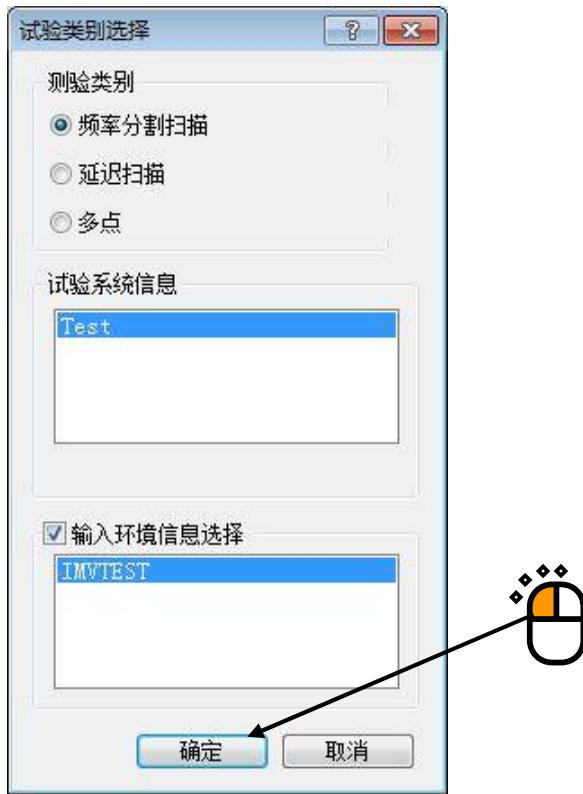 试验类别选择
测验类别
频率分割扫描
延迟扫描
多点
试验系统信息
Test
输入环境信息选择
IMVTEST
确定
取消